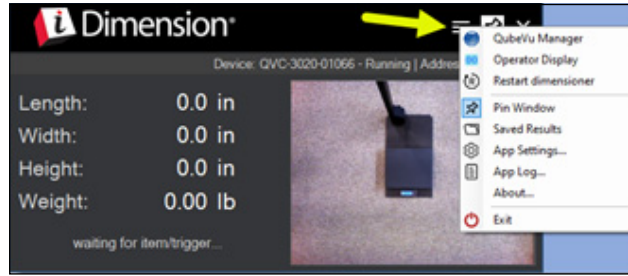 i Dimension®
Device: QVC-3020-01066 - Running | Addres
Length: 0.0 in
Width: 0.0 in
Height: 0.0 in
Weight: 0.00 lb
waiting for item/trigger...
QubeVu Manager
Operator Display
Restart dimensioner
Pin Window
Saved Results
App Settings...
App Log...
About...
Exit